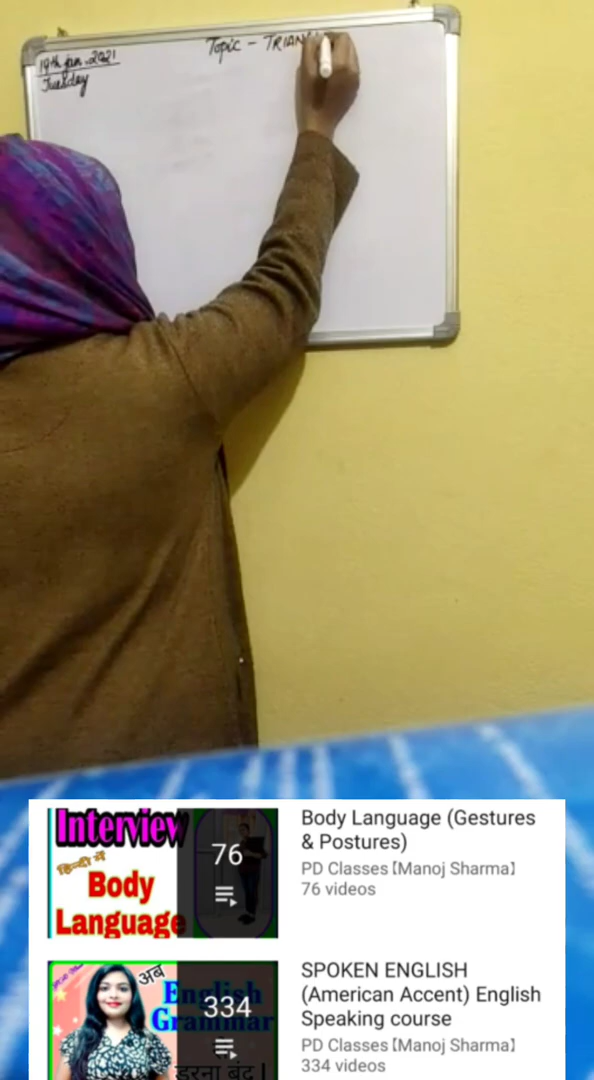 19th Jan, 2021
Tuesday
Topic - TRIAN
Interview
हिन्दी में
Body
Language
76
Body Language (Gestures
& Postures)
PD Classes【Manoj Sharma】
76 videos
अब
English
Grammar
से
डरना बंद।
334
SPOKEN ENGLISH
(American Accent) English
Speaking course
PD Classes【Manoj Sharma】
334 videos